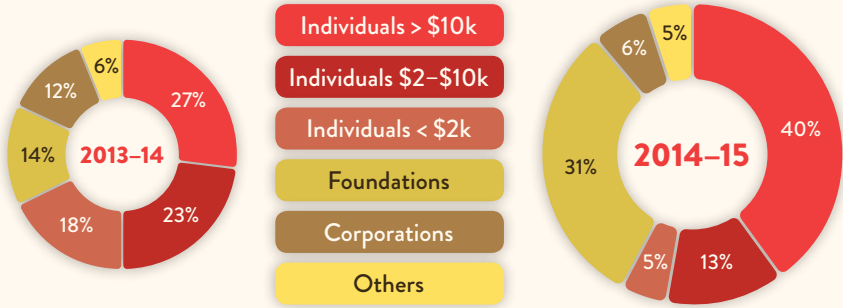 6%
27%
12%
14%
2013–14
18%
23%
Individuals > $10k
Individuals $2–$10k
Individuals < $2k
Foundations
Corporations
Others
5%
6%
40%
31%
2014–15
5%
13%